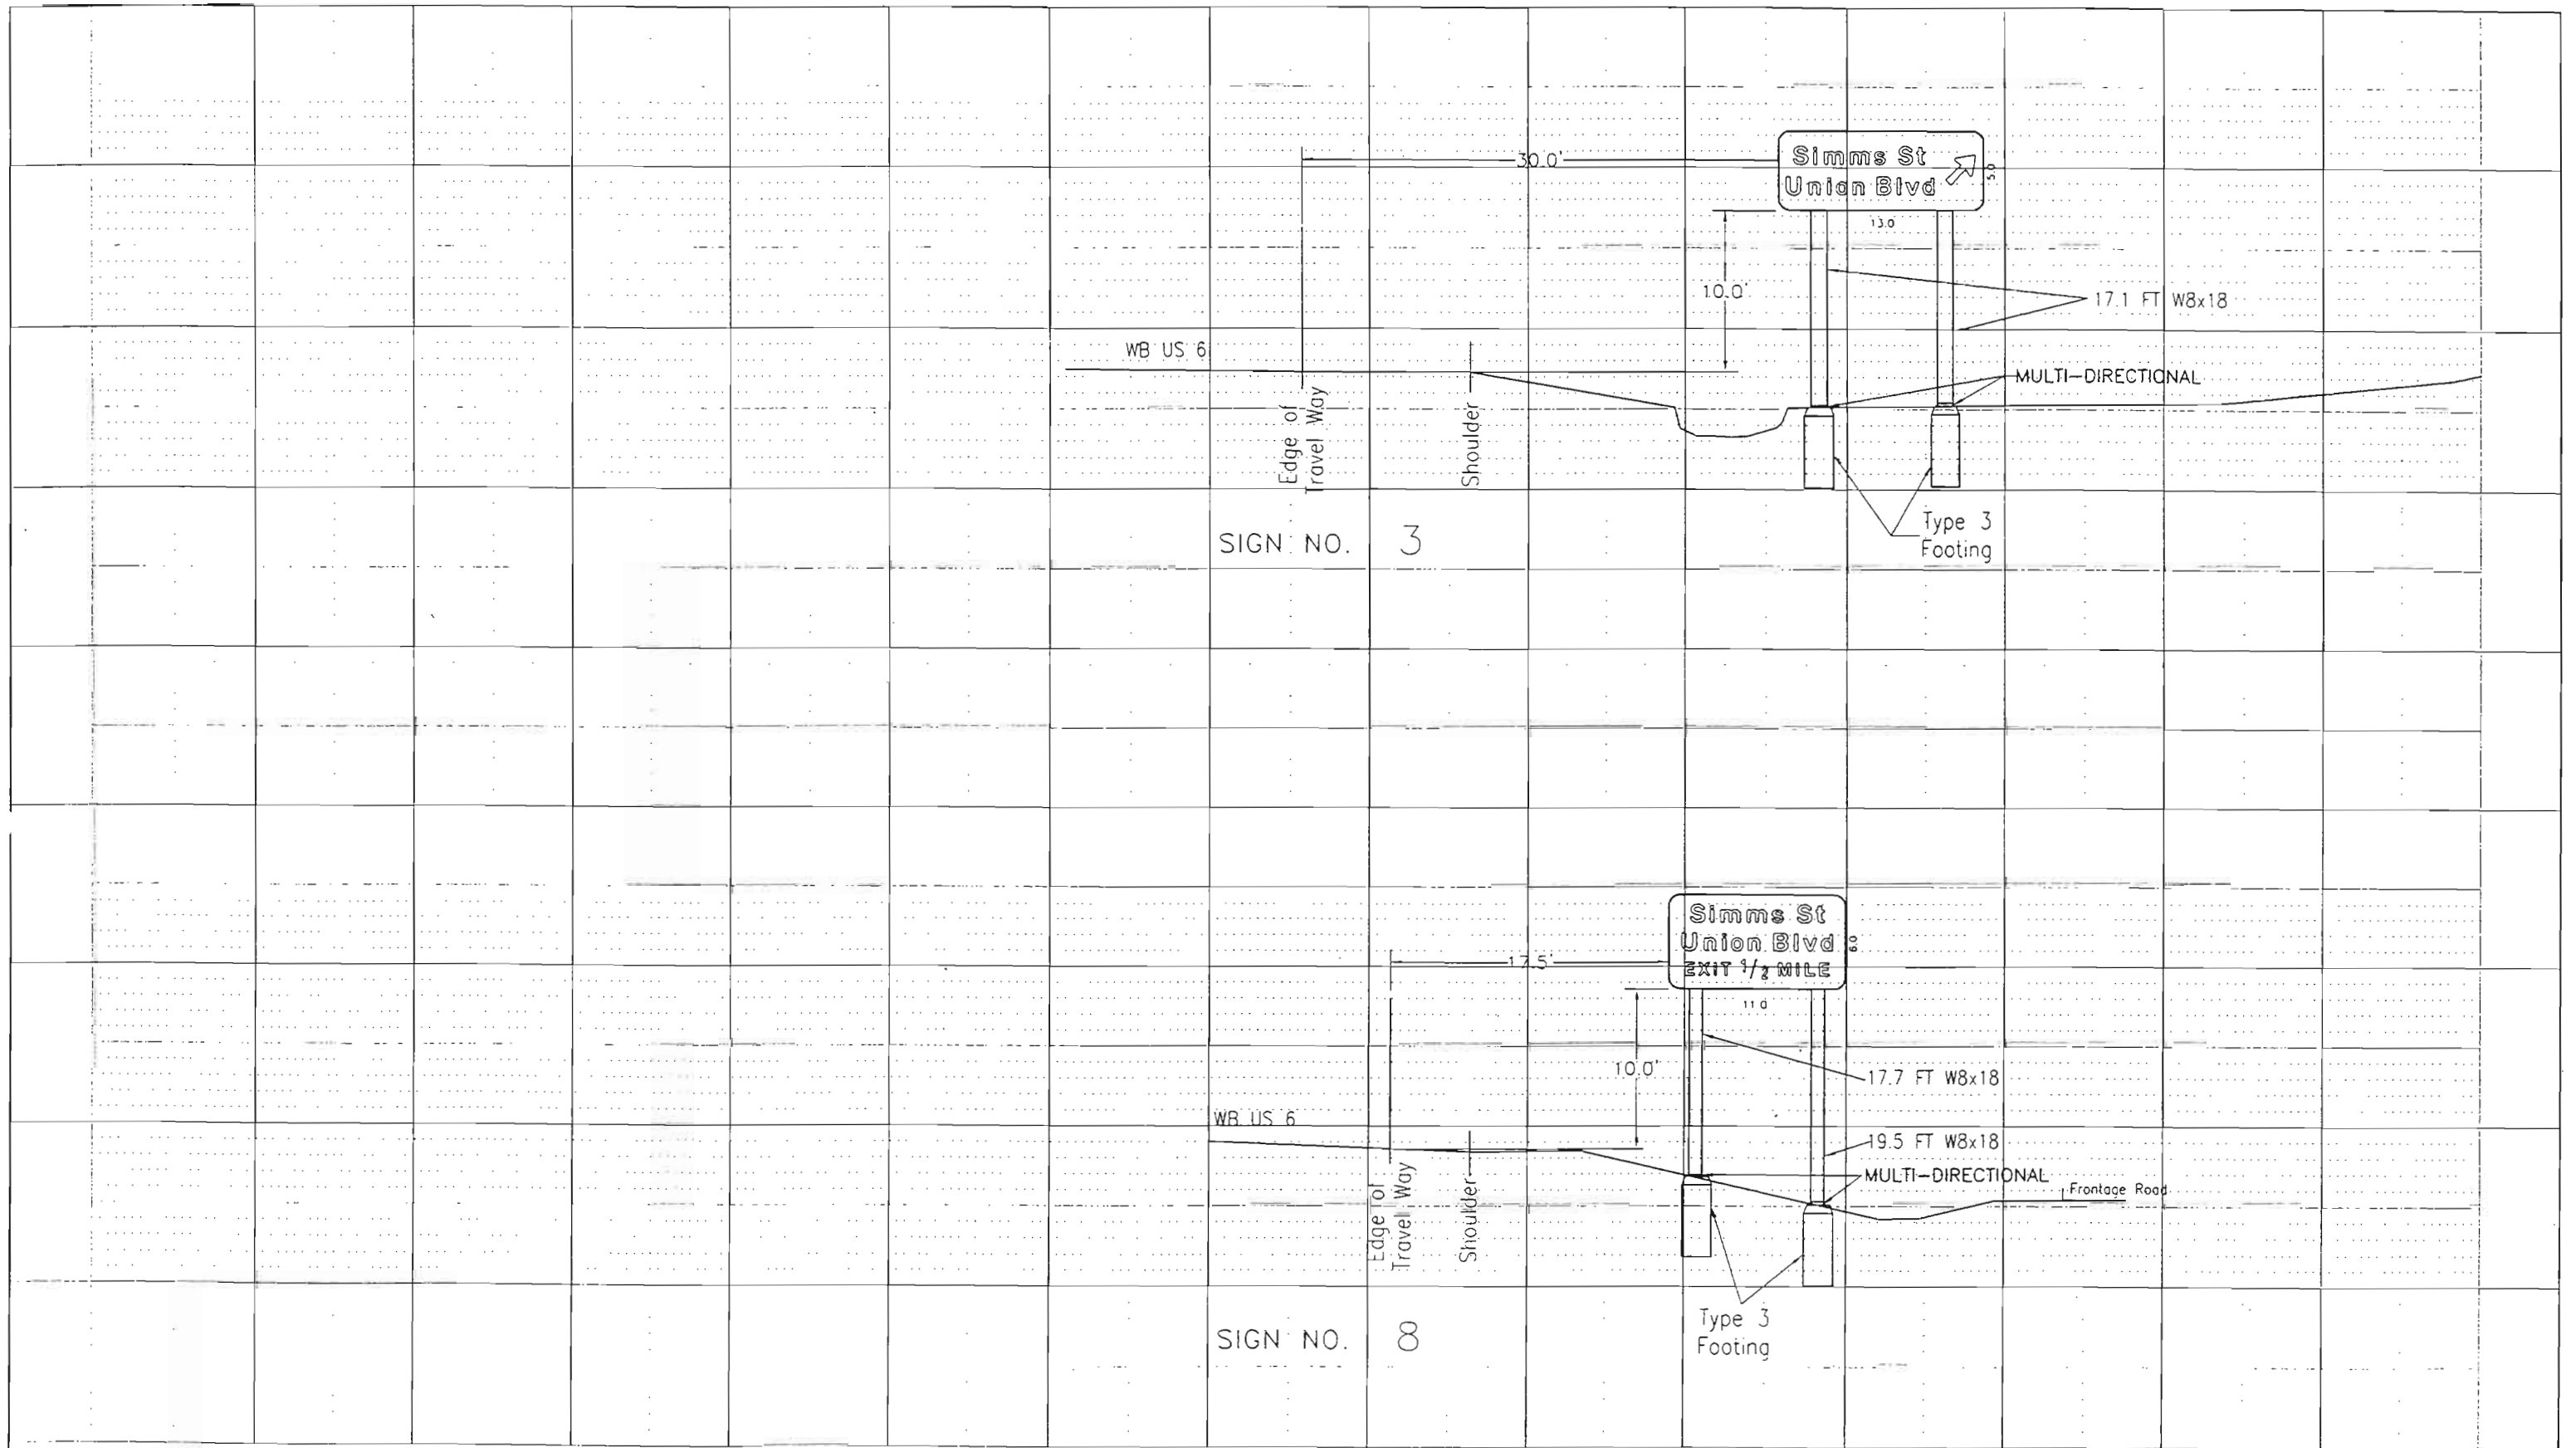 Simms St
Union Blvd
5.0
30.0'
13.0
10.0'
17.1 FT W8x18
WB US 6
MULTI-DIRECTIONAL
Edge of
Travel Way
Shoulder
Type 3
Footing
SIGN NO. 3
Simms St
Union Blvd
EXIT 1/2 MILE
6.0
17.5'
11.0
10.0'
17.7 FT W8x18
WB US 6
19.5 FT W8x18
MULTI-DIRECTIONAL
Frontage Road
Edge of
Travel Way
Shoulder
Type 3
Footing
SIGN NO. 8